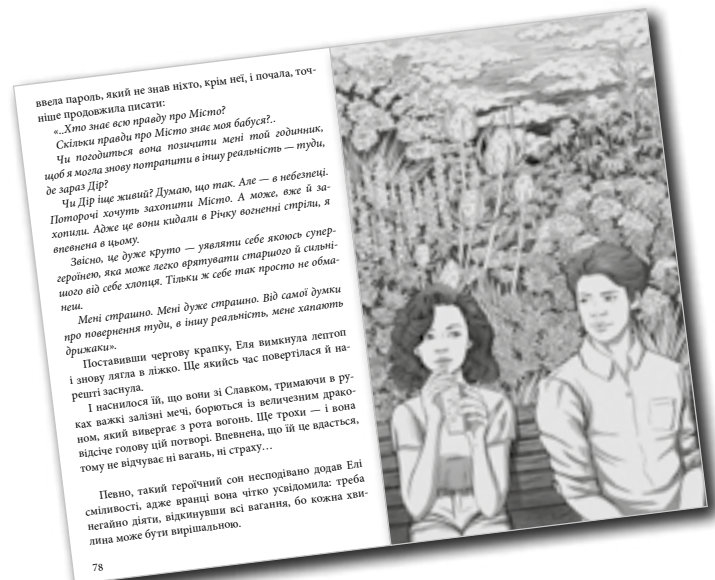 ввела пароль, який не знав ніхто, крім неї, і почала, точ-
ніше продовжила писати:
«..Хто знає всю правду про Місто?
Скільки правди про Місто знає моя бабуся?..
Чи погодиться вона позичити мені той годинник,
щоб я могла знову потрапити в іншу реальність — туди,
де зараз Дір?
Чи Дір іще живий? Думаю, що так. Але — в небезпеці.
Поторочі хочуть захопити Місто. А може, вже й за-
хопили. Адже це вони кидали в Річку вогненні стріли, я
впевнена в цьому.
Звісно, це дуже круто — уявляти себе якоюсь супер-
героїнею, яка може легко врятувати старшого й сильні-
шого від себе хлопця. Тільки ж себе так просто не обма-
неш.
Мені страшно. Мені дуже страшно. Від самої думки
про повернення туди, в іншу реальність, мене хапають
дрижаки».
Поставивши чергову крапку, Еля вимкнула лептоп
і знову лягла в ліжко. Ще якийсь час повертілася й на-
решті заснула.
І наснилося їй, що вони зі Славком, тримаючи в ру-
ках важкі залізні мечі, борються із величезним драко-
ном, який вивергає з рота вогонь. Ще трохи — і вона
відсіче голову цій потворі. Впевнена, що їй це вдасться,
тому не відчуває ні вагань, ні страху…
Певно, такий героїчний сон несподівано додав Елі
сміливості, адже вранці вона чітко усвідомила: треба
негайно діяти, відкинувши всі вагання, бо кожна хви-
лина може бути вирішальною.
78